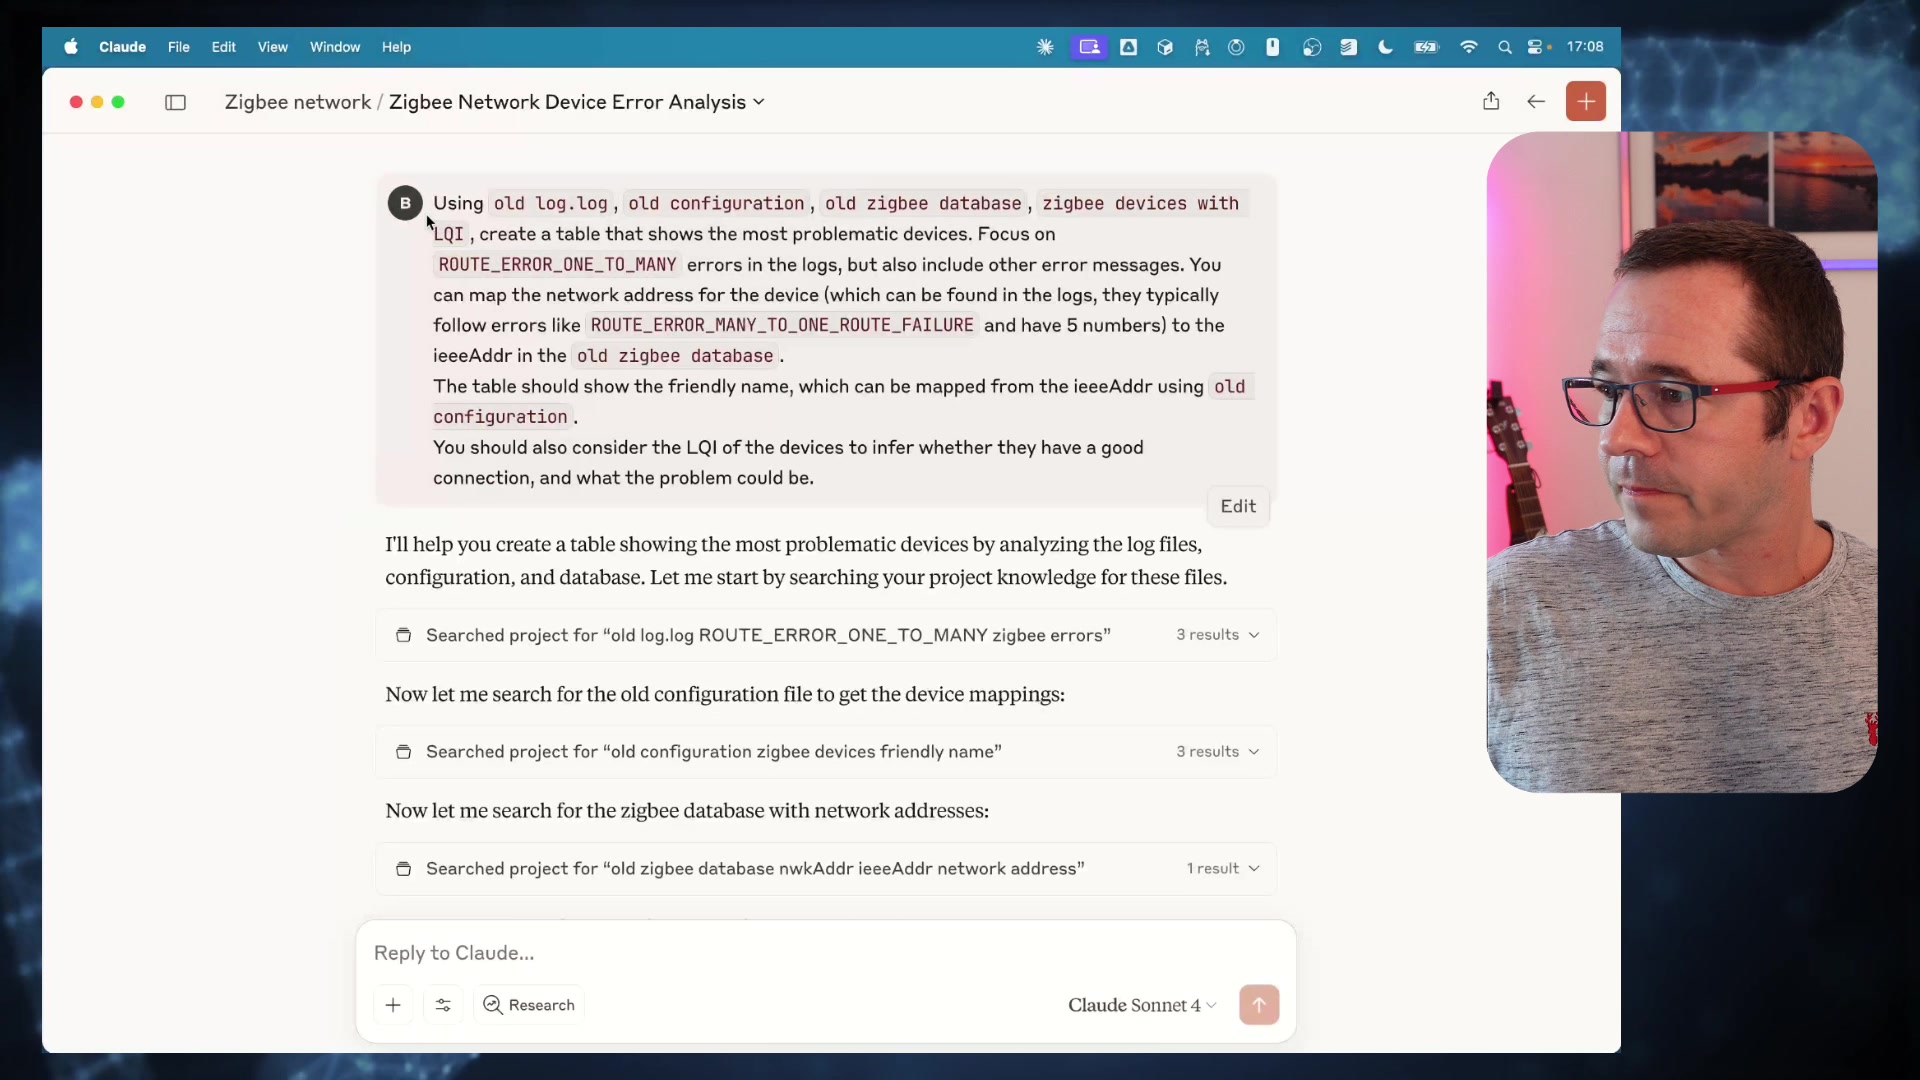 Claude File Edit View Window Help 17:08
Zigbee network / Zigbee Network Device Error Analysis
B
Using old log.log, old configuration, old zigbee database, zigbee devices with
LQI, create a table that shows the most problematic devices. Focus on
ROUTE_ERROR_ONE_TO_MANY errors in the logs, but also include other error messages. You
can map the network address for the device (which can be found in the logs, they typically
follow errors like ROUTE_ERROR_MANY_TO_ONE_ROUTE_FAILURE and have 5 numbers) to the
ieeeAddr in the old zigbee database.
The table should show the friendly name, which can be mapped from the ieeeAddr using old
configuration.
You should also consider the LQI of the devices to infer whether they have a good
connection, and what the problem could be.
Edit
I'll help you create a table showing the most problematic devices by analyzing the log files,
configuration, and database. Let me start by searching your project knowledge for these files.
Searched project for “old log.log ROUTE_ERROR_ONE_TO_MANY zigbee errors” 3 results
Now let me search for the old configuration file to get the device mappings:
Searched project for “old configuration zigbee devices friendly name” 3 results
Now let me search for the zigbee database with network addresses:
Searched project for “old zigbee database nwkAddr ieeeAddr network address” 1 result
Reply to Claude...
Research Claude Sonnet 4